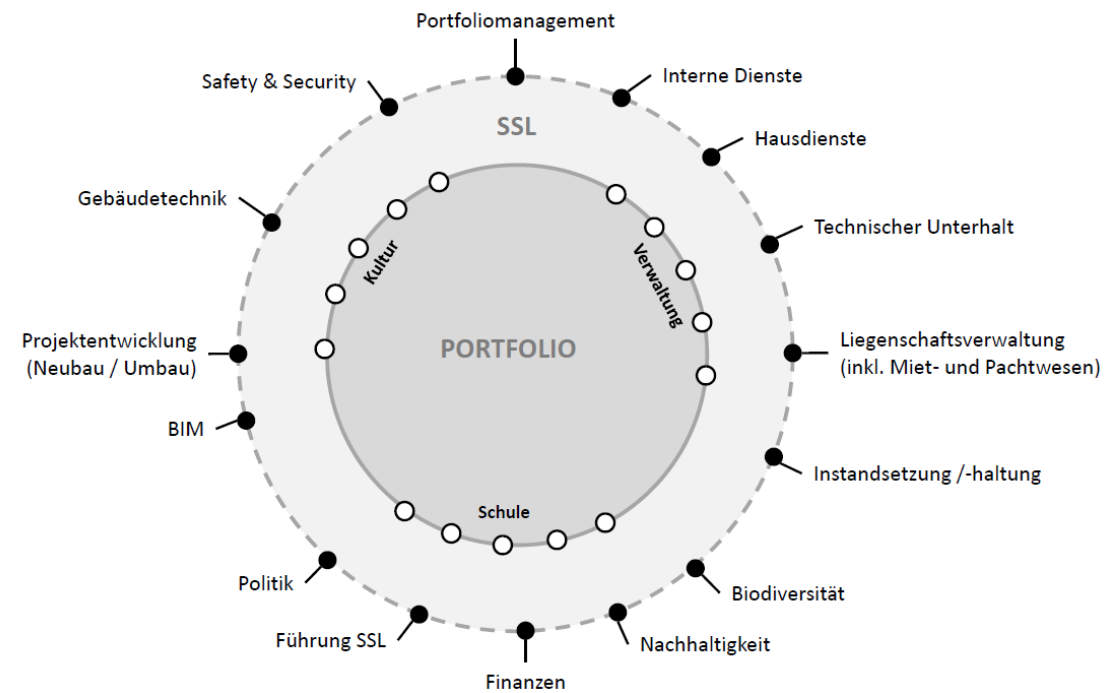 Portfoliomanagement
Safety & Security
Interne Dienste
SSL
Hausdienste
Gebäudetechnik
Technischer Unterhalt
Kultur
Verwaltung
Projektentwicklung
(Neubau / Umbau)
PORTFOLIO
Liegenschaftsverwaltung
(inkl. Miet- und Pachtwesen)
BIM
Instandsetzung /-haltung
Schule
Politik
Biodiversität
Führung SSL
Nachhaltigkeit
Finanzen